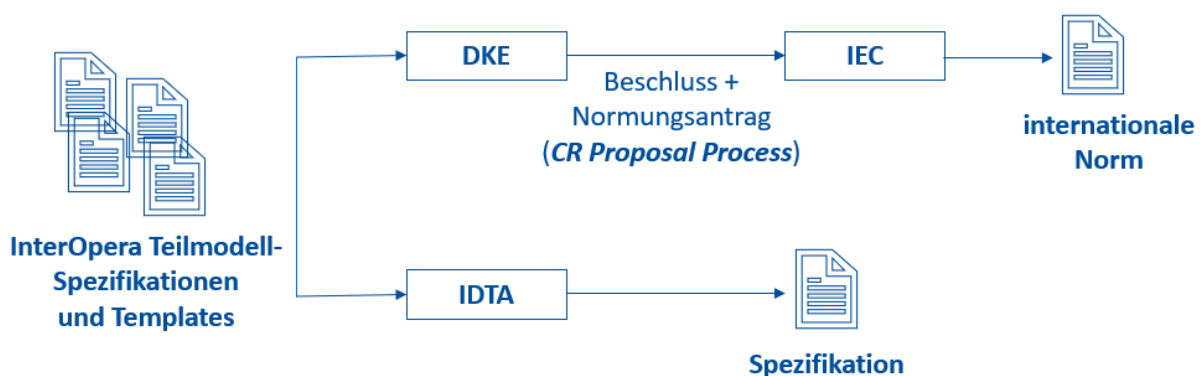 InterOpera Teilmodell-
Spezifikationen
und Templates
DKE
Beschluss +
Normungsantrag
(CR Proposal Process)
IEC
internationale
Norm
IDTA
Spezifikation